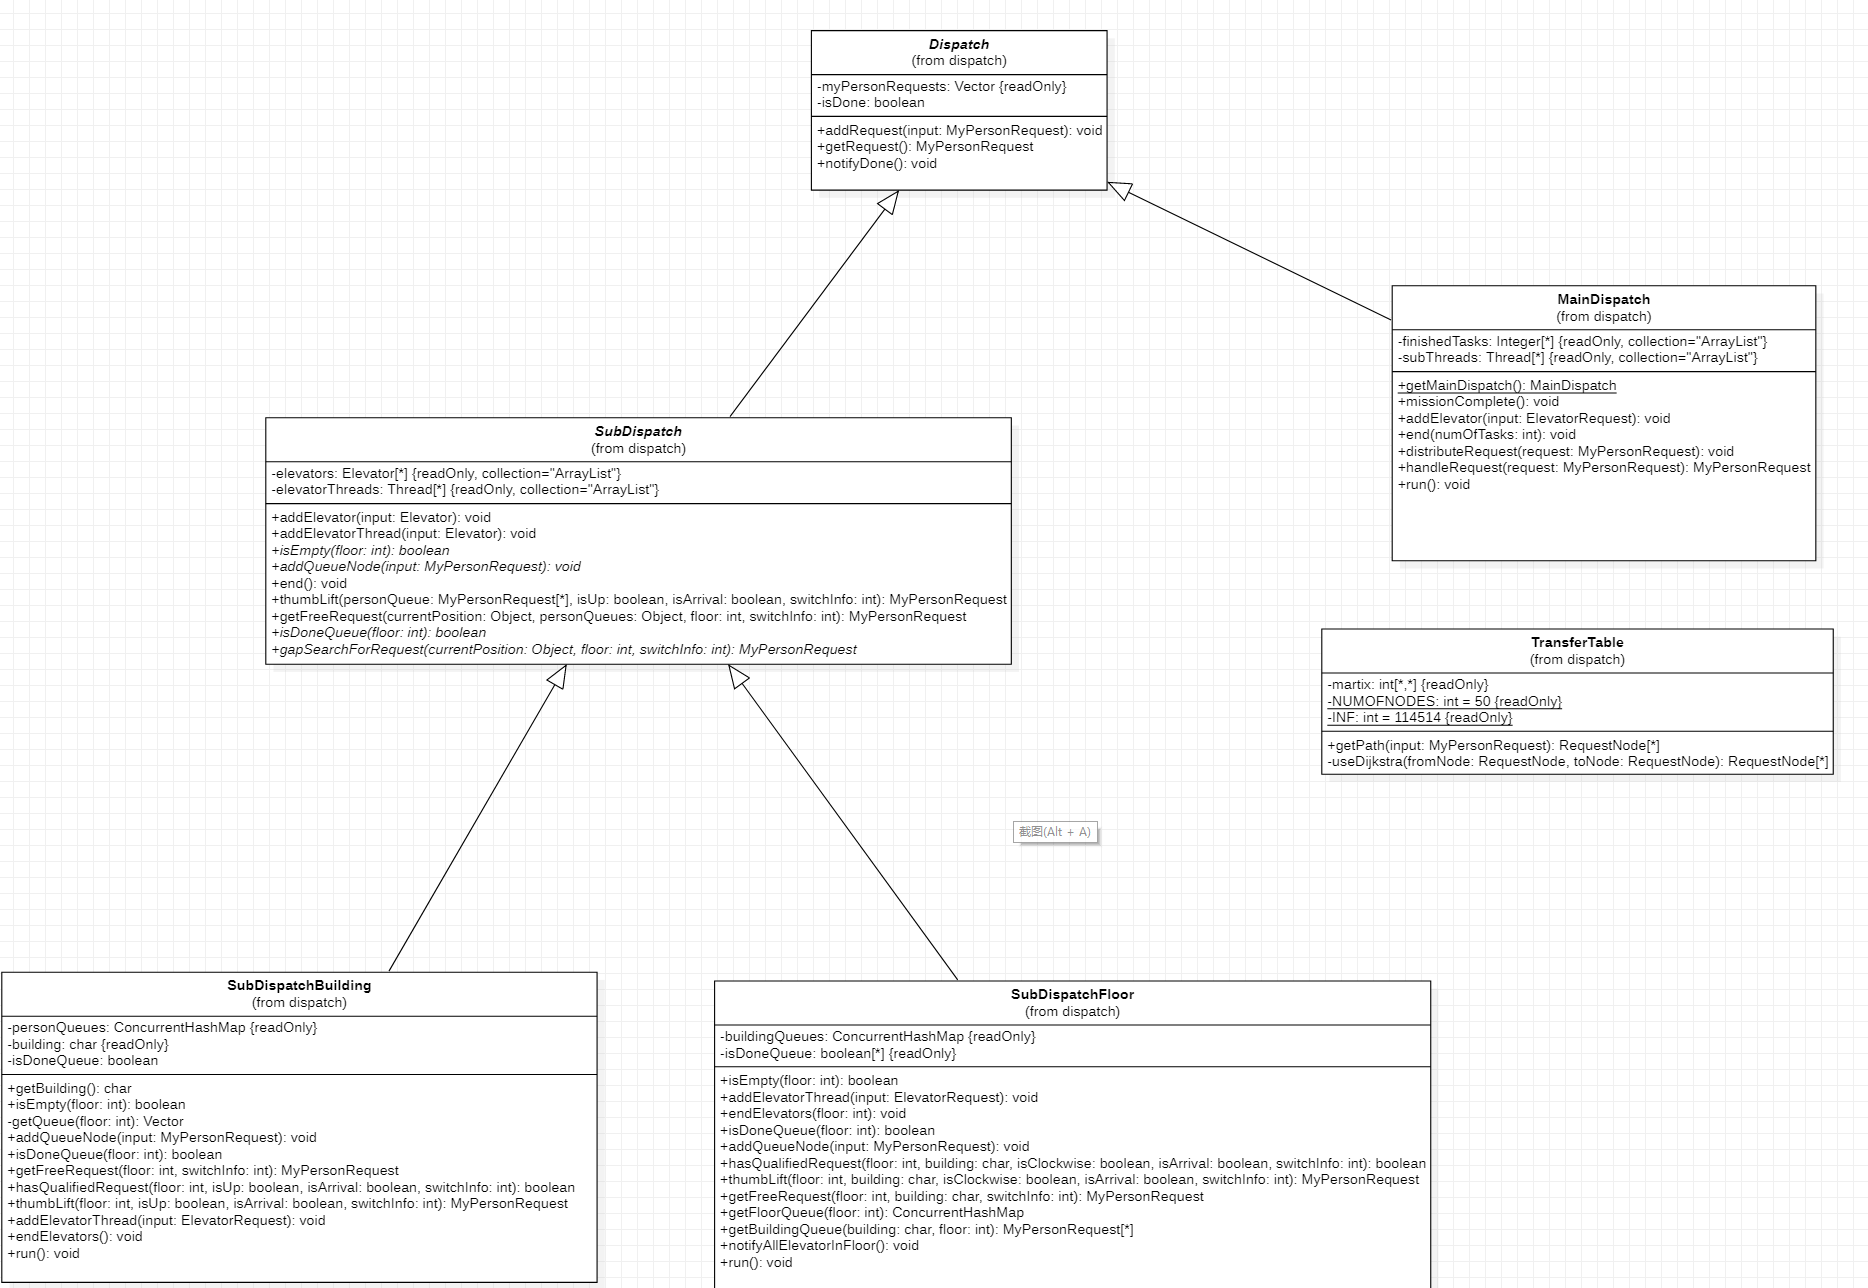 Dispatch
(from dispatch)
-myPersonRequests: Vector {readOnly}
-isDone: boolean
+addRequest(input: MyPersonRequest): void
+getRequest(): MyPersonRequest
+notifyDone(): void
MainDispatch
(from dispatch)
-finishedTasks: Integer[*] {readOnly, collection="ArrayList"}
-subThreads: Thread[*] {readOnly, collection="ArrayList"}
+getMainDispatch(): MainDispatch
+missionComplete(): void
+addElevator(input: ElevatorRequest): void
+end(numOfTasks: int): void
+distributeRequest(request: MyPersonRequest): void
+handleRequest(request: MyPersonRequest): MyPersonRequest
+run(): void
SubDispatch
(from dispatch)
-elevators: Elevator[*] {readOnly, collection="ArrayList"}
-elevatorThreads: Thread[*] {readOnly, collection="ArrayList"}
+addElevator(input: Elevator): void
+addElevatorThread(input: Elevator): void
+isEmpty(floor: int): boolean
+addQueueNode(input: MyPersonRequest): void
+end(): void
+thumbLift(personQueue: MyPersonRequest[*], isUp: boolean, isArrival: boolean, switchInfo: int): MyPersonRequest
+getFreeRequest(currentPosition: Object, personQueues: Object, floor: int, switchInfo: int): MyPersonRequest
+isDoneQueue(floor: int): boolean
+gapSearchForRequest(currentPosition: Object, floor: int, switchInfo: int): MyPersonRequest
TransferTable
(from dispatch)
-martix: int[*,*] {readOnly}
-NUMOFNODES: int = 50 {readOnly}
-INF: int = 114514 {readOnly}
+getPath(input: MyPersonRequest): RequestNode[*]
-useDijkstra(fromNode: RequestNode, toNode: RequestNode): RequestNode[*]
截图(Alt + A)
SubDispatchBuilding
(from dispatch)
-personQueues: ConcurrentHashMap {readOnly}
-building: char {readOnly}
-isDoneQueue: boolean
+getBuilding(): char
+isEmpty(floor: int): boolean
-getQueue(floor: int): Vector
+addQueueNode(input: MyPersonRequest): void
+isDoneQueue(floor: int): boolean
+getFreeRequest(floor: int, switchInfo: int): MyPersonRequest
+hasQualifiedRequest(floor: int, isUp: boolean, isArrival: boolean, switchInfo: int): boolean
+thumbLift(floor: int, isUp: boolean, isArrival: boolean, switchInfo: int): MyPersonRequest
+addElevatorThread(input: ElevatorRequest): void
+endElevators(): void
+run(): void
SubDispatchFloor
(from dispatch)
-buildingQueues: ConcurrentHashMap {readOnly}
-isDoneQueue: boolean[*] {readOnly}
+isEmpty(floor: int): boolean
+addElevatorThread(input: ElevatorRequest): void
+endElevators(floor: int): void
+isDoneQueue(floor: int): boolean
+addQueueNode(input: MyPersonRequest): void
+hasQualifiedRequest(floor: int, building: char, isClockwise: boolean, isArrival: boolean, switchInfo: int): boolean
+thumbLift(floor: int, building: char, isClockwise: boolean, isArrival: boolean, switchInfo: int): MyPersonRequest
+getFreeRequest(floor: int, building: char, switchInfo: int): MyPersonRequest
+getFloorQueue(floor: int): ConcurrentHashMap
+getBuildingQueue(building: char, floor: int): MyPersonRequest[*]
+notifyAllElevatorInFloor(): void
+run(): void